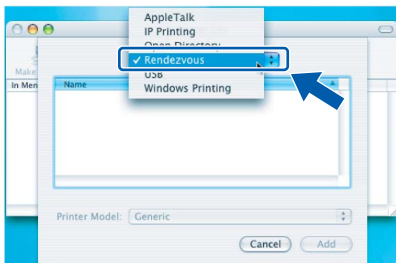 AppleTalk
IP Printing
Open Directory
✓ Rendezvous
USB
Windows Printing
Make
In Men
Name
Printer Model: Generic
Cancel Add